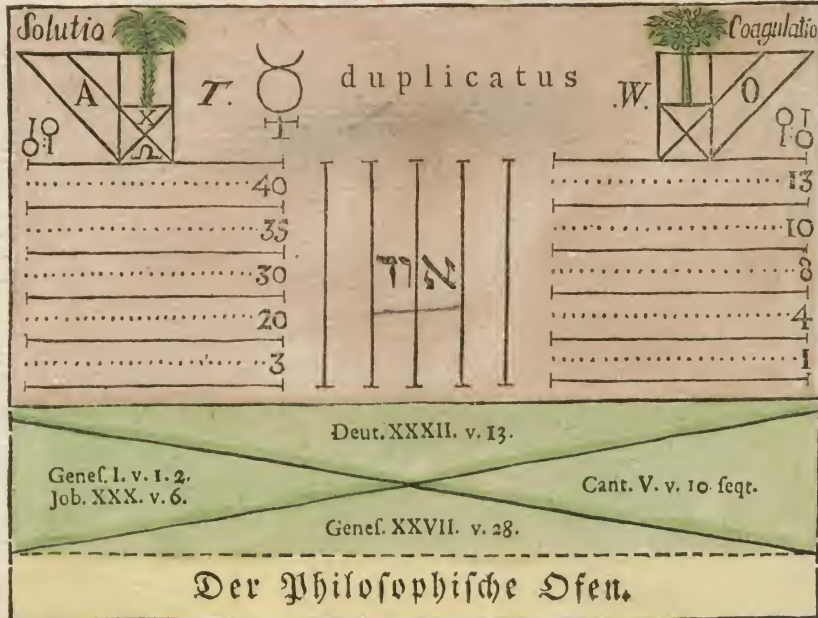 Solutio
Coagulatio
A
X
Ω
T.
duplicatus
.W.
O
40
35
30
20
3
13
10
8
4
1
Deut. XXXII. v. 13.
Geneſ. I. v. 1. 2.
Job. XXX. v. 6.
Cant. V. v. 10 ſeqt.
Geneſ. XXVII. v. 28.
Der Philoſophiſche Ofen.